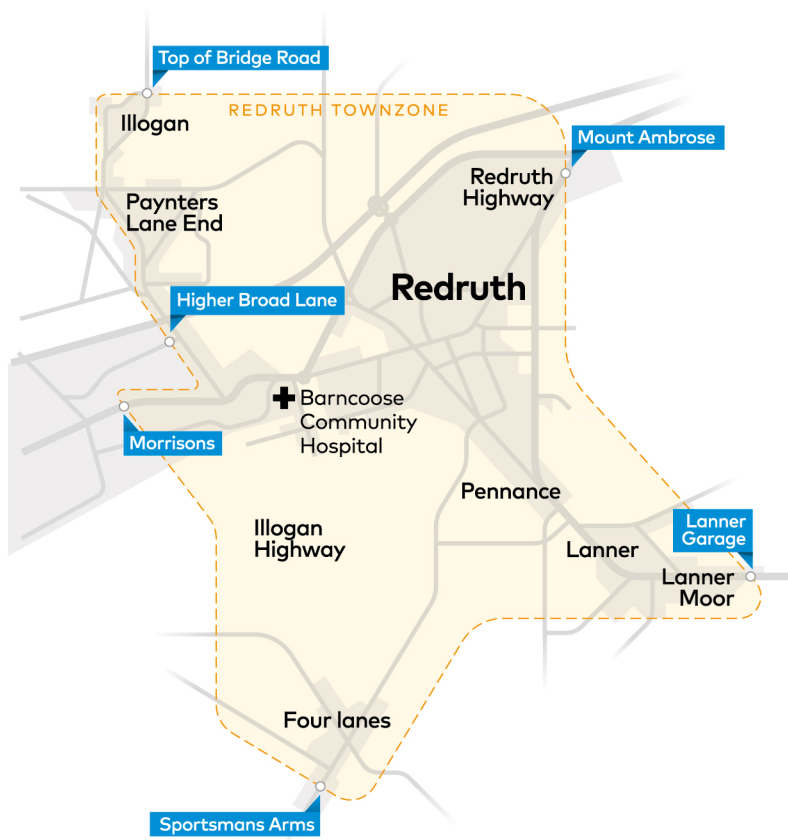 Top of Bridge Road
REDRUTH TOWNZONE
Illogan
Mount Ambrose
Redruth
Highway
Paynters
Lane End
Redruth
Higher Broad Lane
Barncoose
Community
Hospital
Morrisons
Pennance
Illogan
Highway
Lanner
Garage
Lanner
Lanner
Moor
Four lanes
Sportsmans Arms